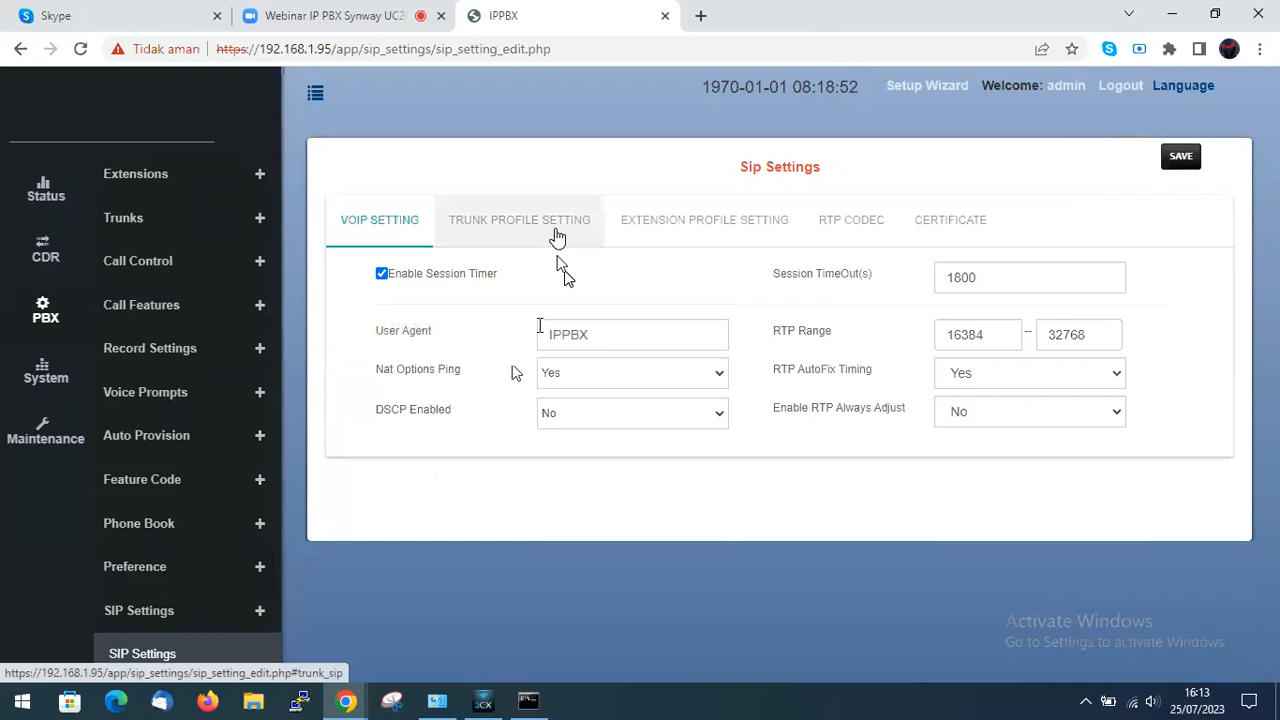 Skype
Webinar IP PBX Synway UC2
IPPBX
Tidak aman
https://192.168.1.95/app/sip_settings/sip_setting_edit.php
1970-01-01 08:18:52
Setup Wizard
Welcome: admin
Logout
Language
Status
CDR
PBX
System
Maintenance
Extensions
Trunks
Call Control
Call Features
Record Settings
Voice Prompts
Auto Provision
Feature Code
Phone Book
Preference
SIP Settings
SIP Settings
Sip Settings
SAVE
VOIP SETTING
TRUNK PROFILE SETTING
EXTENSION PROFILE SETTING
RTP CODEC
CERTIFICATE
Enable Session Timer
Session TimeOut(s)
1800
User Agent
IPPBX
RTP Range
16384 -- 32768
Nat Options Ping
Yes
RTP AutoFix Timing
Yes
DSCP Enabled
No
Enable RTP Always Adjust
No
Activate Windows
Go to Settings to activate Windows.
https://192.168.1.95/app/sip_settings/sip_setting_edit.php#trunk_sip
3CX
16:13
25/07/2023